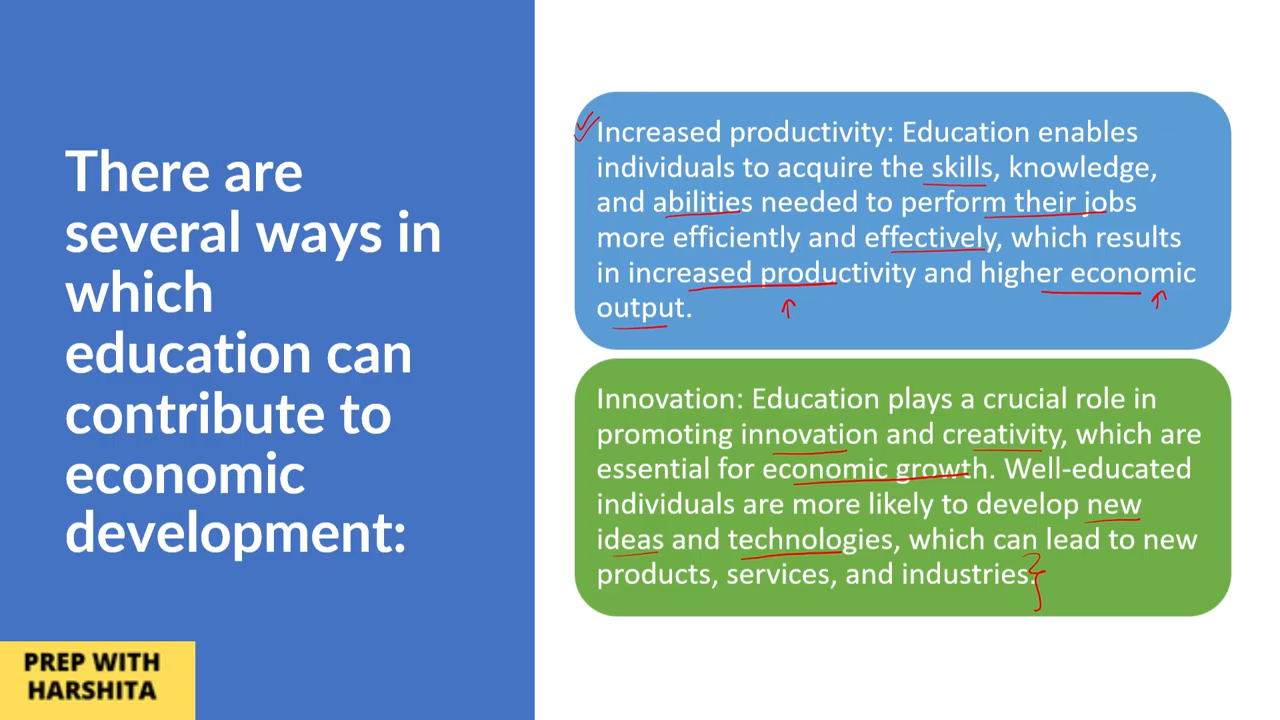 There are
several ways in
which
education can
contribute to
economic
development:
Increased productivity: Education enables
individuals to acquire the skills, knowledge,
and abilities needed to perform their jobs
more efficiently and effectively, which results
in increased productivity and higher economic
output.
Innovation: Education plays a crucial role in
promoting innovation and creativity, which are
essential for economic growth. Well-educated
individuals are more likely to develop new
ideas and technologies, which can lead to new
products, services, and industries.
PREP WITH
HARSHITA